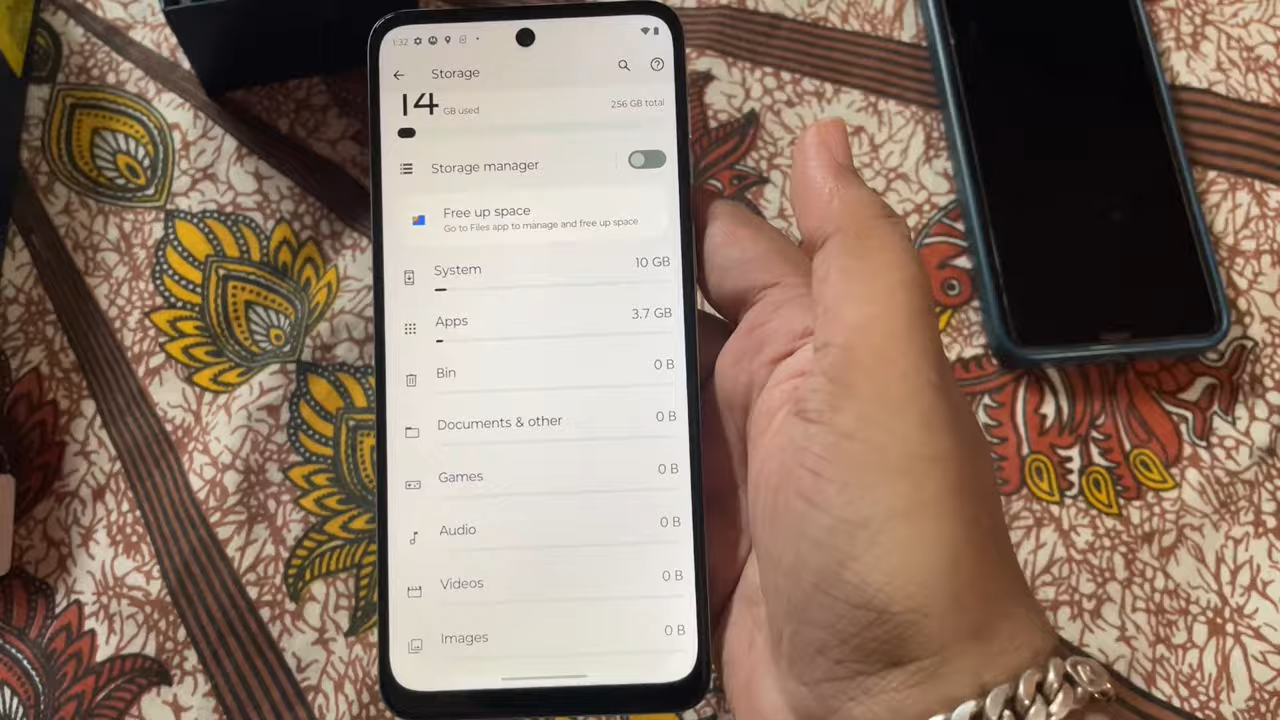 1:32
Storage
14 GB used
256 GB total
Storage manager
Free up space
Go to Files app to manage and free up space
System
10 GB
Apps
3.7 GB
Bin
0 B
Documents & other
0 B
Games
0 B
Audio
0 B
Videos
0 B
Images
0 B